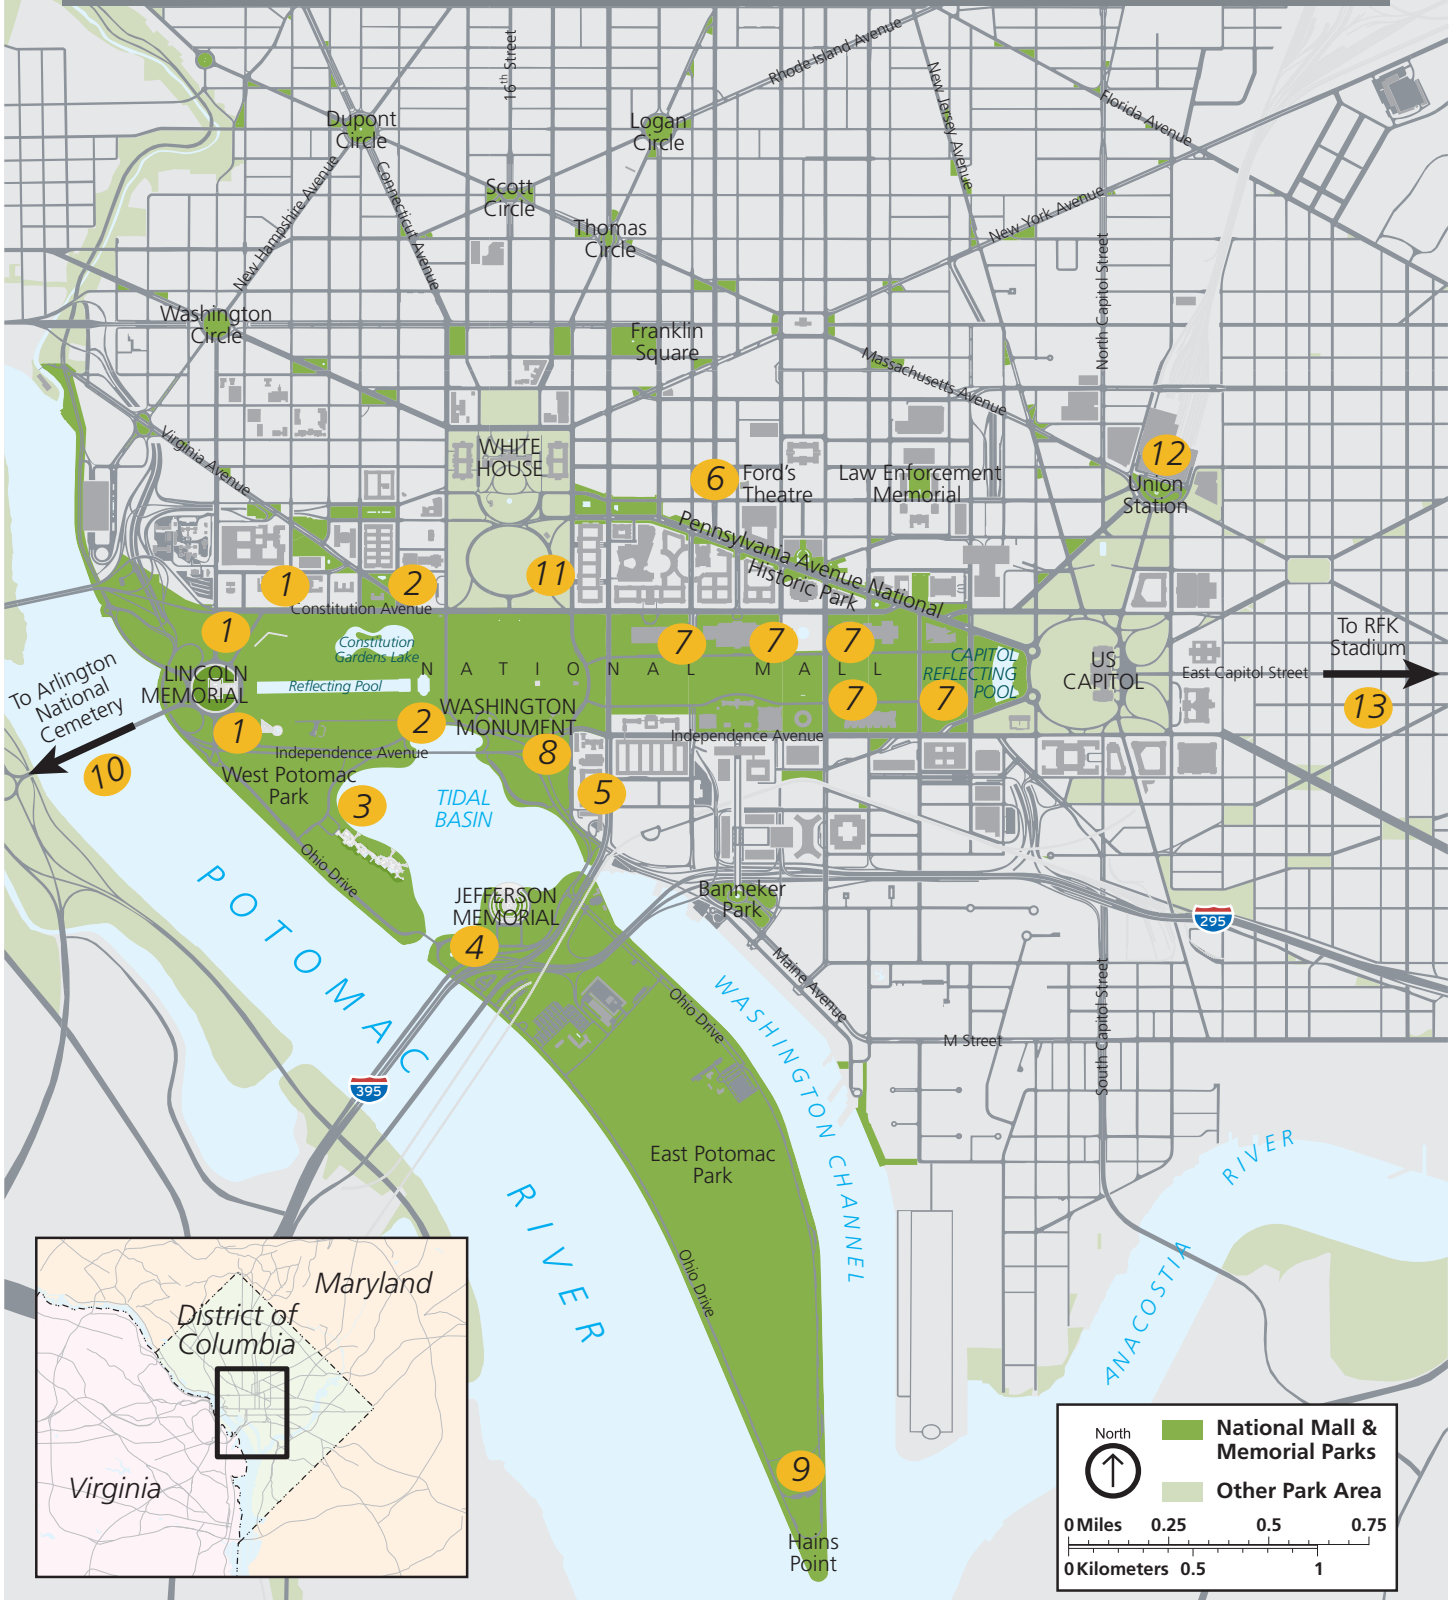 16th Street
Rhode Island Avenue
New Jersey Avenue
Florida Avenue
Dupont
Circle
Logan
Circle
New Hampshire Avenue
Connecticut Avenue
Scott
Circle
Thomas
Circle
New York Avenue
North Capitol Street
Washington
Circle
Franklin
Square
Massachusetts Avenue
Virginia Avenue
WHITE
HOUSE
6
Ford's
Theatre
Law Enforcement
Memorial
12
Union
Station
Pennsylvania Avenue National
Historic Park
1
2
11
Constitution Avenue
1
Constitution
Gardens Lake
7
7
7
To RFK
Stadium
NATIONAL MALL
CAPITOL
REFLECTING
POOL
US
CAPITOL
East Capitol Street
13
To Arlington
National
Cemetery
10
LINCOLN
MEMORIAL
Reflecting Pool
7
7
1
2
WASHINGTON
MONUMENT
Independence Avenue
Independence Avenue
8
West Potomac
Park
3
TIDAL
BASIN
5
Ohio Drive
JEFFERSON
MEMORIAL
4
Banneker
Park
295
POTOMAC
Maine Avenue
Ohio Drive
WASHINGTON CHANNEL
M Street
South Capitol Street
395
East Potomac
Park
RIVER
Ohio Drive
ANACOSTIA
RIVER
9
Hains
Point
Maryland
District of
Columbia
Virginia
North
National Mall &
Memorial Parks
Other Park Area
0 Miles 0.25 0.5 0.75
0 Kilometers 0.5 1